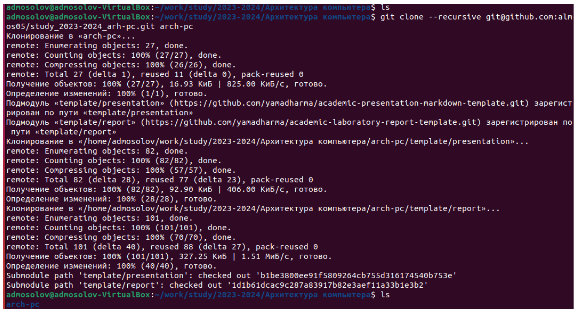 admosolov@admosolov-VirtualBox:~/work/study/2023-2024/Архитектура компьютера$ ls
admosolov@admosolov-VirtualBox:~/work/study/2023-2024/Архитектура компьютера$ git clone --recursive git@github.com:alm
os05/study_2023-2024_arh-pc.git arch-pc
Клонирование в «arch-pc»...
remote: Enumerating objects: 27, done.
remote: Counting objects: 100% (27/27), done.
remote: Compressing objects: 100% (26/26), done.
remote: Total 27 (delta 1), reused 11 (delta 0), pack-reused 0
Получение объектов: 100% (27/27), 16.93 КиБ | 825.00 КиБ/с, готово.
Определение изменений: 100% (1/1), готово.
Подмодуль «template/presentation» (https://github.com/yamadharma/academic-presentation-markdown-template.git) зарегист
рирован по пути «template/presentation»
Подмодуль «template/report» (https://github.com/yamadharma/academic-laboratory-report-template.git) зарегистрирован по
пути «template/report»
Клонирование в «/home/admosolov/work/study/2023-2024/Архитектура компьютера/arch-pc/template/presentation»...
remote: Enumerating objects: 82, done.
remote: Counting objects: 100% (82/82), done.
remote: Compressing objects: 100% (57/57), done.
remote: Total 82 (delta 28), reused 77 (delta 23), pack-reused 0
Получение объектов: 100% (82/82), 92.90 КиБ | 406.00 КиБ/с, готово.
Определение изменений: 100% (28/28), готово.
Клонирование в «/home/admosolov/work/study/2023-2024/Архитектура компьютера/arch-pc/template/report»...
remote: Enumerating objects: 101, done.
remote: Counting objects: 100% (101/101), done.
remote: Compressing objects: 100% (70/70), done.
remote: Total 101 (delta 40), reused 88 (delta 27), pack-reused 0
Получение объектов: 100% (101/101), 327.25 КиБ | 1.51 МиБ/с, готово.
Определение изменений: 100% (40/40), готово.
Submodule path 'template/presentation': checked out 'b1be3800ee91f5809264cb755d316174540b753e'
Submodule path 'template/report': checked out '1d1b61dcac9c287a83917b82e3aef11a33b1e3b2'
admosolov@admosolov-VirtualBox:~/work/study/2023-2024/Архитектура компьютера$ ls
arch-pc